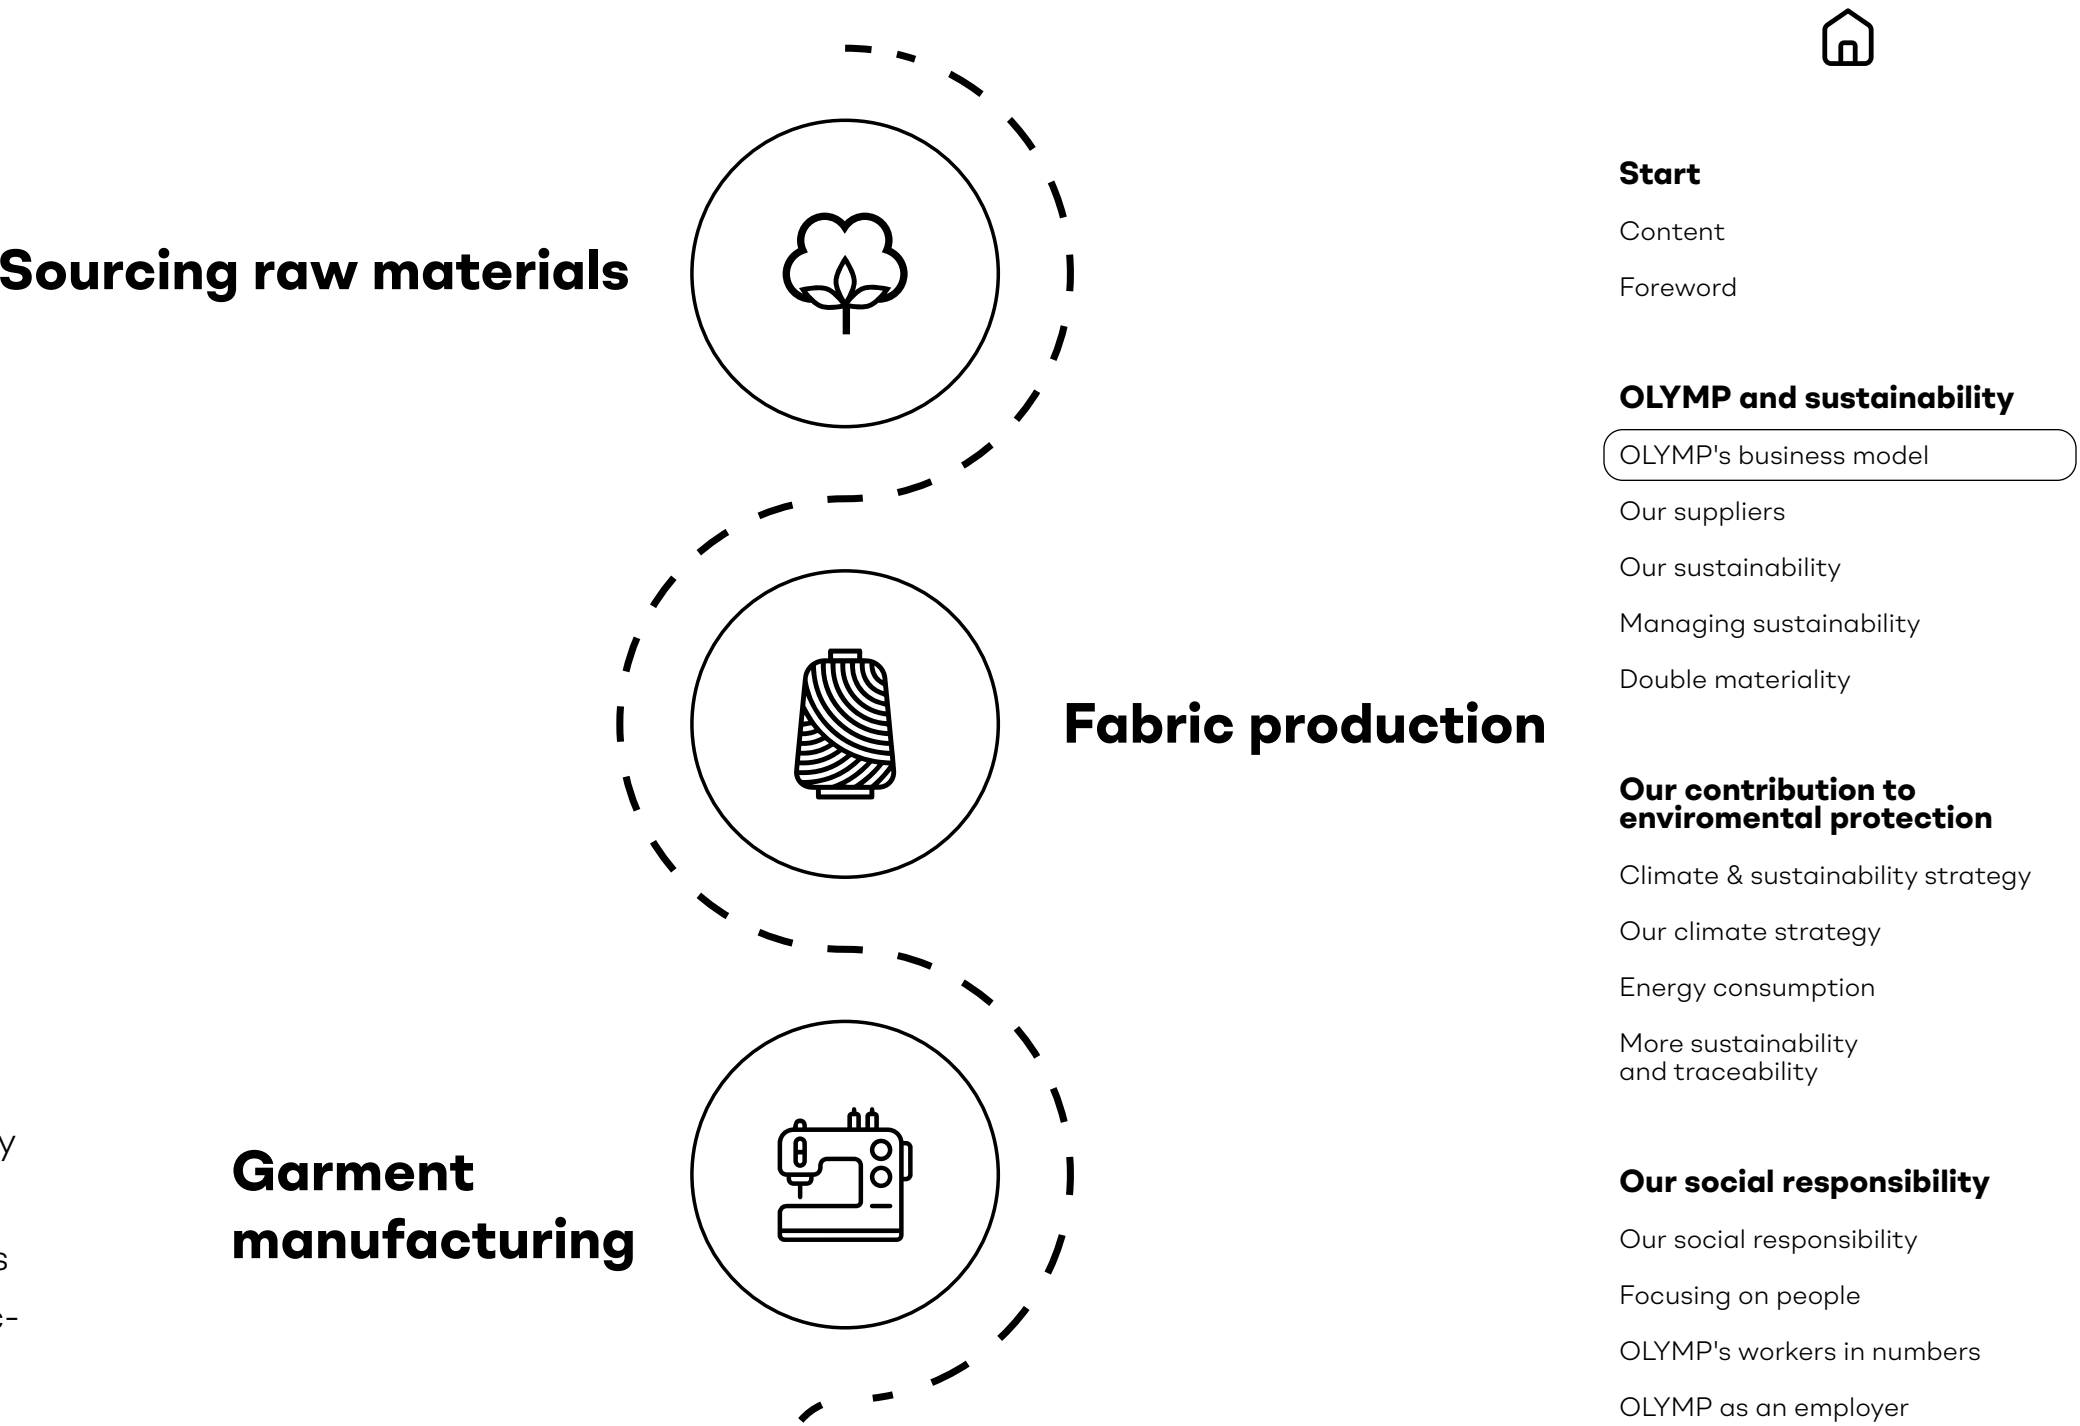 Sourcing raw materials
Fabric production
Garment
manufacturing
Start
Content
Foreword
OLYMP and sustainability
OLYMP's business model
Our suppliers
Our sustainability
Managing sustainability
Double materiality
Our contribution to
enviromental protection
Climate & sustainability strategy
Our climate strategy
Energy consumption
More sustainability
and traceability
Our social responsibility
Our social responsibility
Focusing on people
OLYMP's workers in numbers
OLYMP as an employer